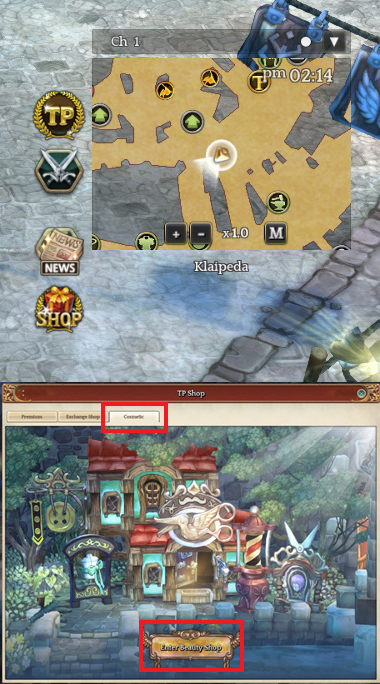 Ch 1
pm 02:14
TP
T
NEWS
NEWS
+ - x1.0 M
SHOP
Klaipeda
TP Shop
Premium Exchange Shop Cosmetic
Enter Beauty Shop